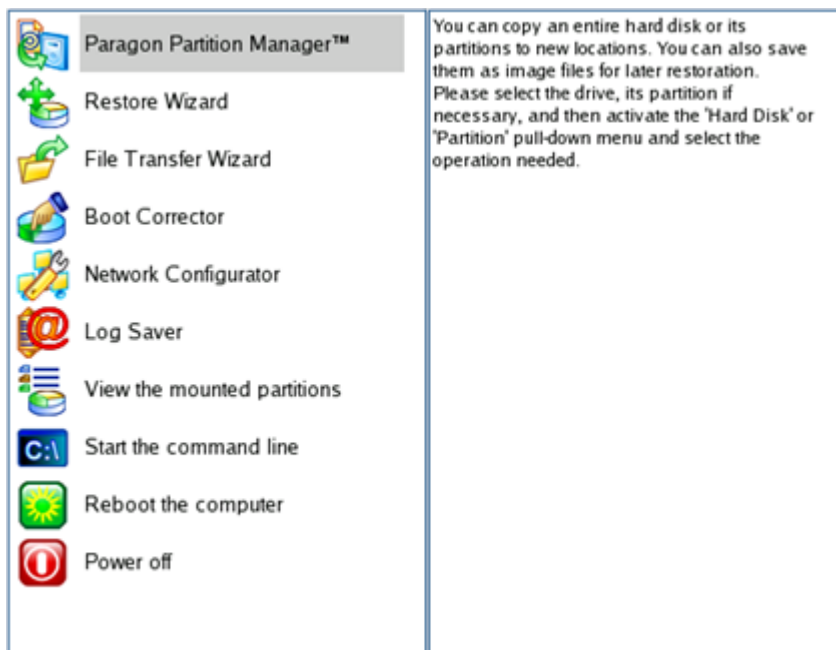 Paragon Partition Manager™
Restore Wizard
File Transfer Wizard
Boot Corrector
Network Configurator
Log Saver
View the mounted partitions
C:\
Start the command line
Reboot the computer
Power off
You can copy an entire hard disk or its
partitions to new locations. You can also save
them as image files for later restoration.
Please select the drive, its partition if
necessary, and then activate the 'Hard Disk' or
'Partition' pull-down menu and select the
operation needed.